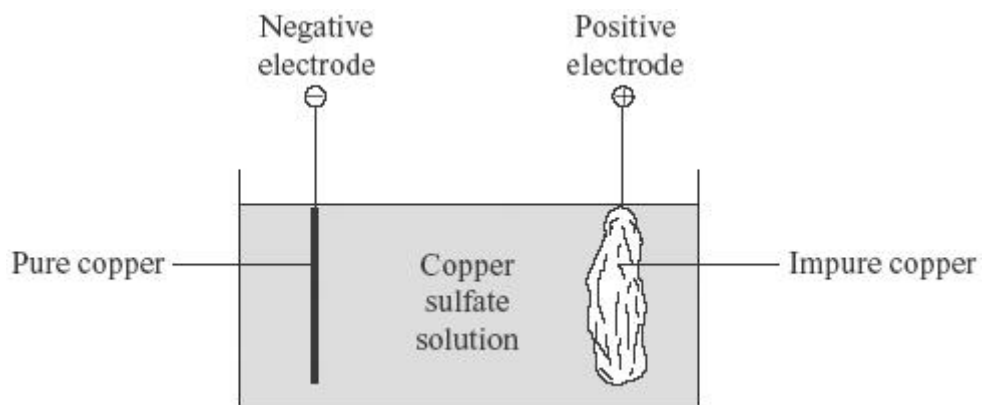 Negative
electrode
Positive
electrode
−
+
Pure copper
Copper
sulfate
solution
Impure copper